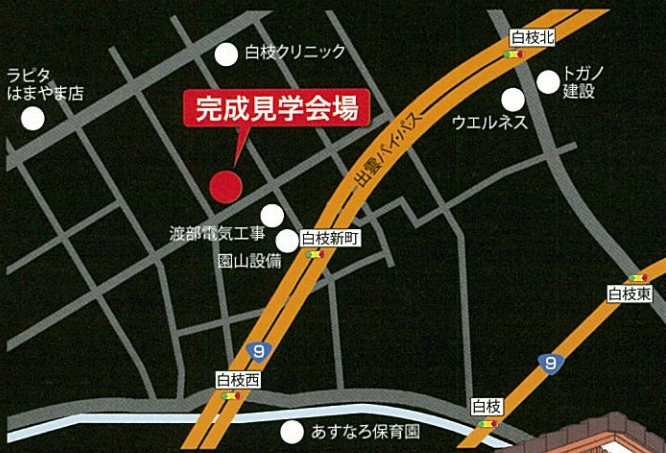 白枝北
白枝クリニック
ラピタ
はまやま店
トガノ
建設
完成見学会場
ウエルネス
出雲バイパス
渡部電気工事
白枝新町
園山設備
白枝東
9
9
白枝西
白枝
あすなろ保育園